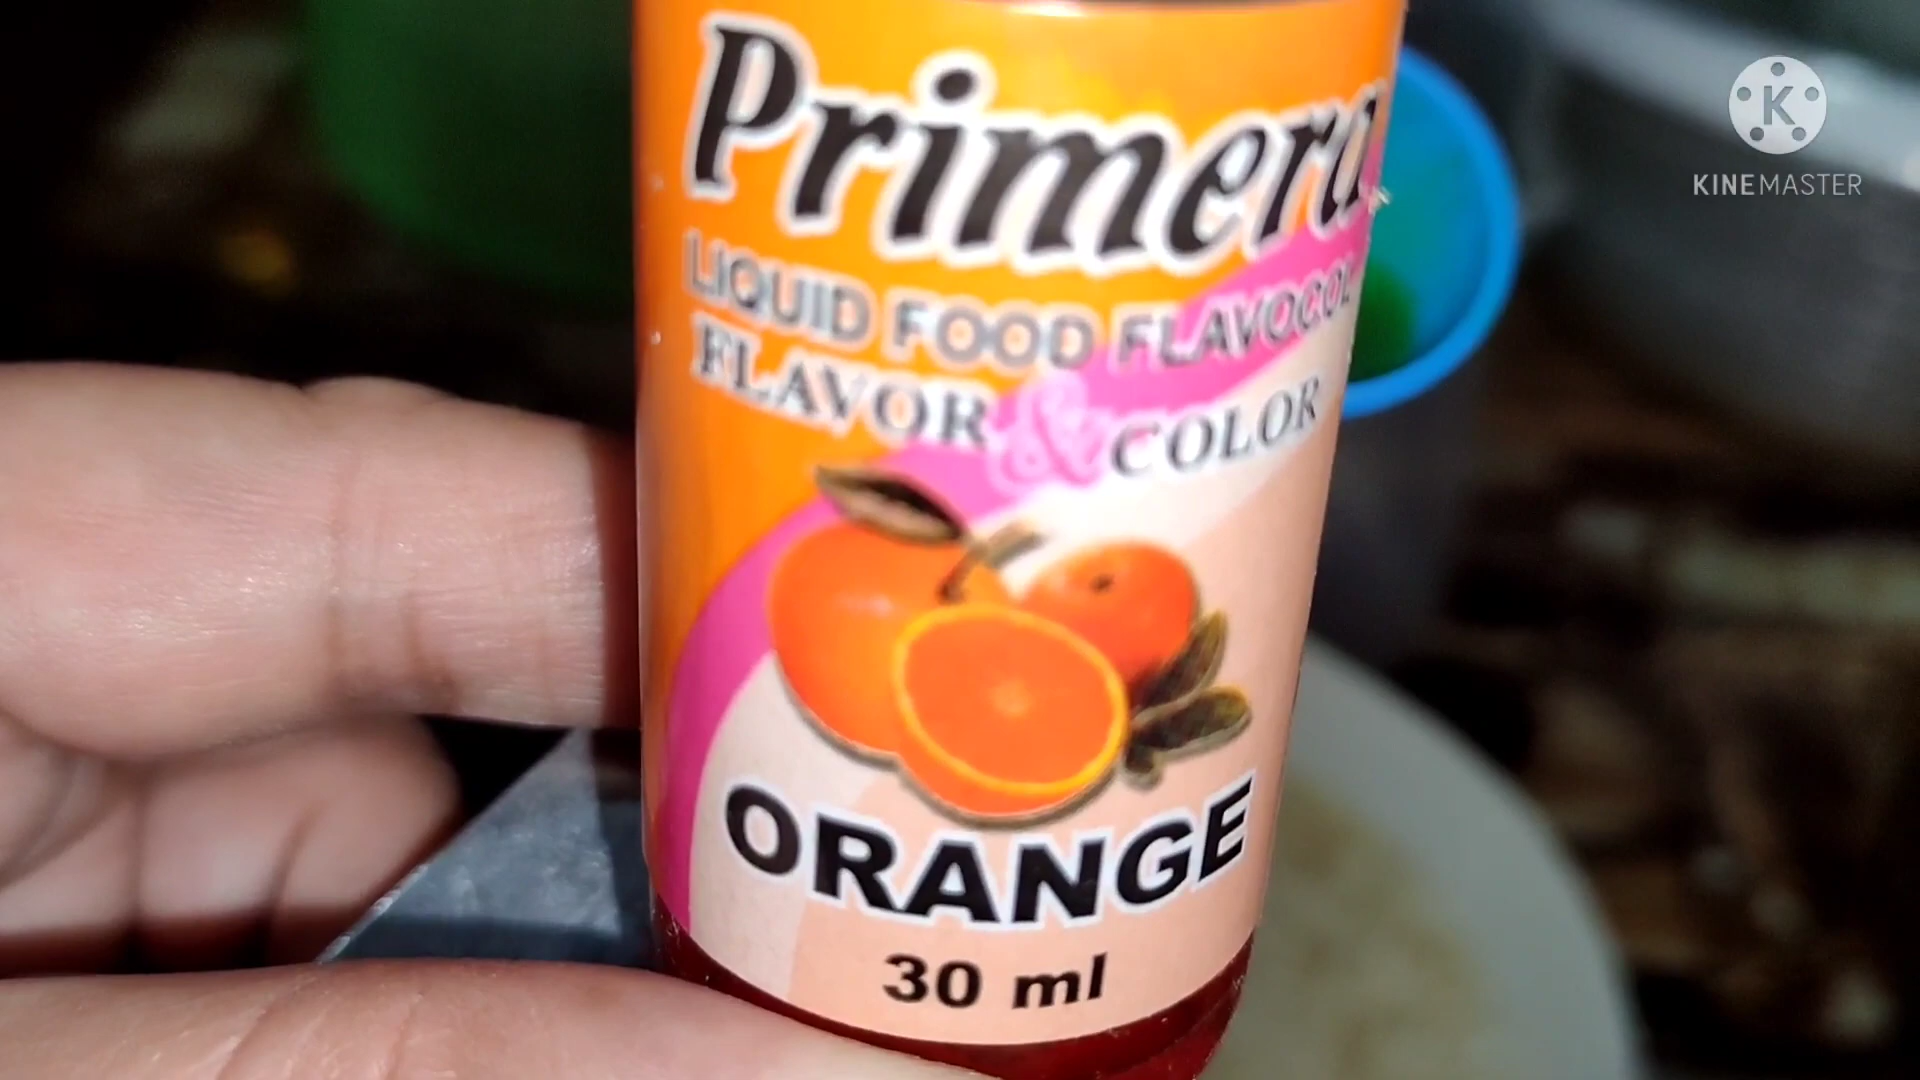 Primera
LIQUID FOOD FLAVOCOL
FLAVOR & COLOR
ORANGE
30 ml
K
KINEMASTER